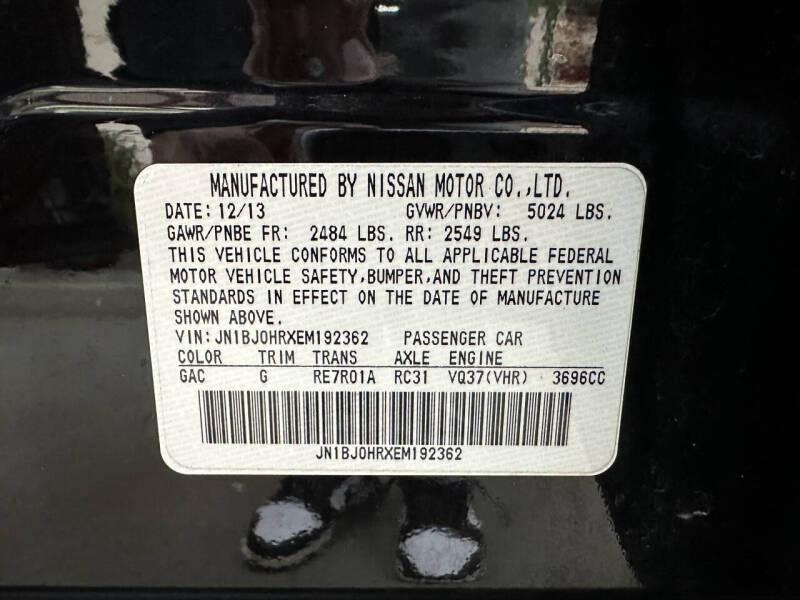 MANUFACTURED BY NISSAN MOTOR CO.,LTD.
DATE: 12/13 GVWR/PNBV: 5024 LBS.
GAWR/PNBE FR: 2484 LBS. RR: 2549 LBS.
THIS VEHICLE CONFORMS TO ALL APPLICABLE FEDERAL
MOTOR VEHICLE SAFETY,BUMPER,AND THEFT PREVENTION
STANDARDS IN EFFECT ON THE DATE OF MANUFACTURE
SHOWN ABOVE.
VIN: JN1BJ0HRXEM192362 PASSENGER CAR
COLOR TRIM TRANS AXLE ENGINE
GAC G RE7R01A RC31 VQ37(VHR) 3696CC
JN1BJ0HRXEM192362